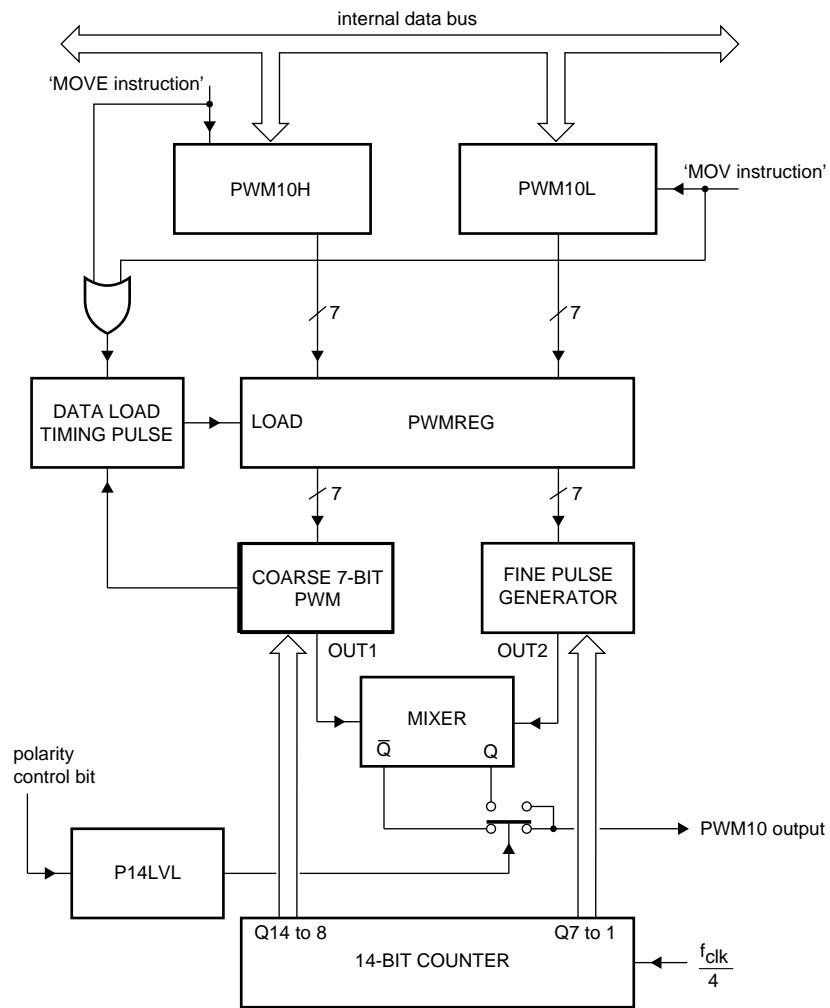 internal data bus
'MOVE instruction'
PWM10H
PWM10L
'MOV instruction'
7
7
DATA LOAD
TIMING PULSE
LOAD
PWMREG
7
7
COARSE 7-BIT
PWM
FINE PULSE
GENERATOR
OUT1
OUT2
MIXER
Q̅
Q
polarity
control bit
PWM10 output
P14LVL
Q14 to 8
Q7 to 1
14-BIT COUNTER
fclk
4